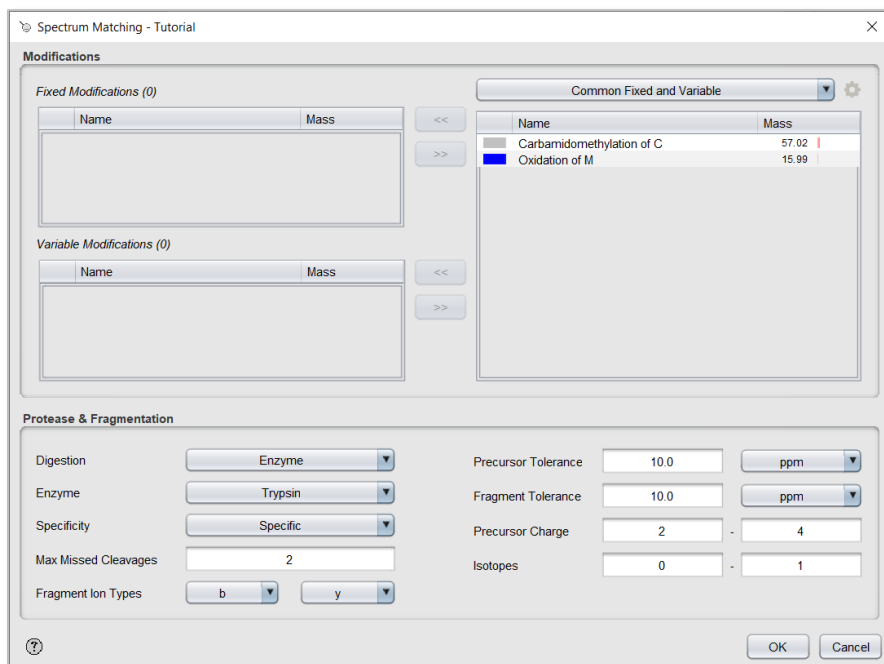 Spectrum Matching - Tutorial
Modifications
Fixed Modifications (0)
Name Mass
<<
>>
Variable Modifications (0)
Name Mass
<<
>>
Common Fixed and Variable
Name Mass
Carbamidomethylation of C 57.02
Oxidation of M 15.99
Protease & Fragmentation
Digestion Enzyme
Enzyme Trypsin
Specificity Specific
Max Missed Cleavages 2
Fragment Ion Types b y
Precursor Tolerance 10.0 ppm
Fragment Tolerance 10.0 ppm
Precursor Charge 2 - 4
Isotopes 0 - 1
?
OK Cancel